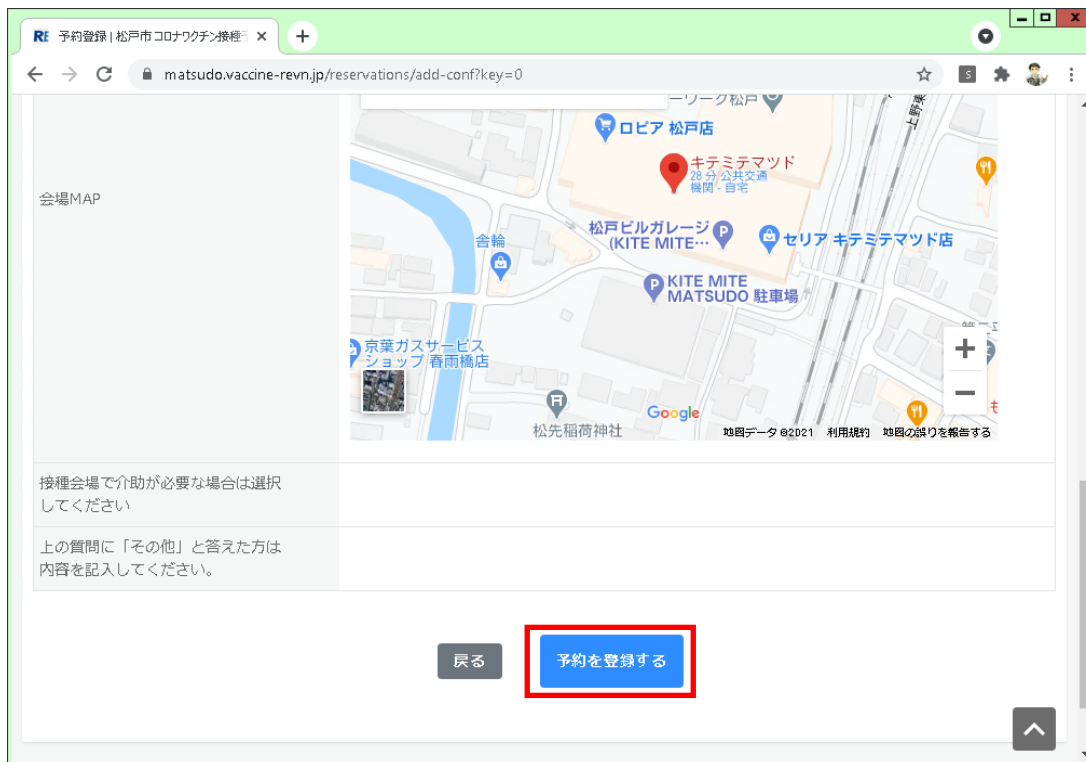 予約登録 | 松戸市 コロナワクチン接種
matsudo.vaccine-revn.jp/reservations/add-conf?key=0
ーワーク松戸
上野東
ロピア 松戸店
キテミテマツド
28 分 公共交通
機関 - 自宅
会場MAP
松戸ビルガレージ
(KITE MITE…
セリア キテミテマツド店
舎輪
KITE MITE
MATSUDO 駐車場
京葉ガスサービス
ショップ 春雨橋店
松先稲荷神社
Google
地図データ ©2021 利用規約 地図の誤りを報告する
接種会場で介助が必要な場合は選択
してください
上の質問に「その他」と答えた方は
内容を記入してください。
戻る
予約を登録する